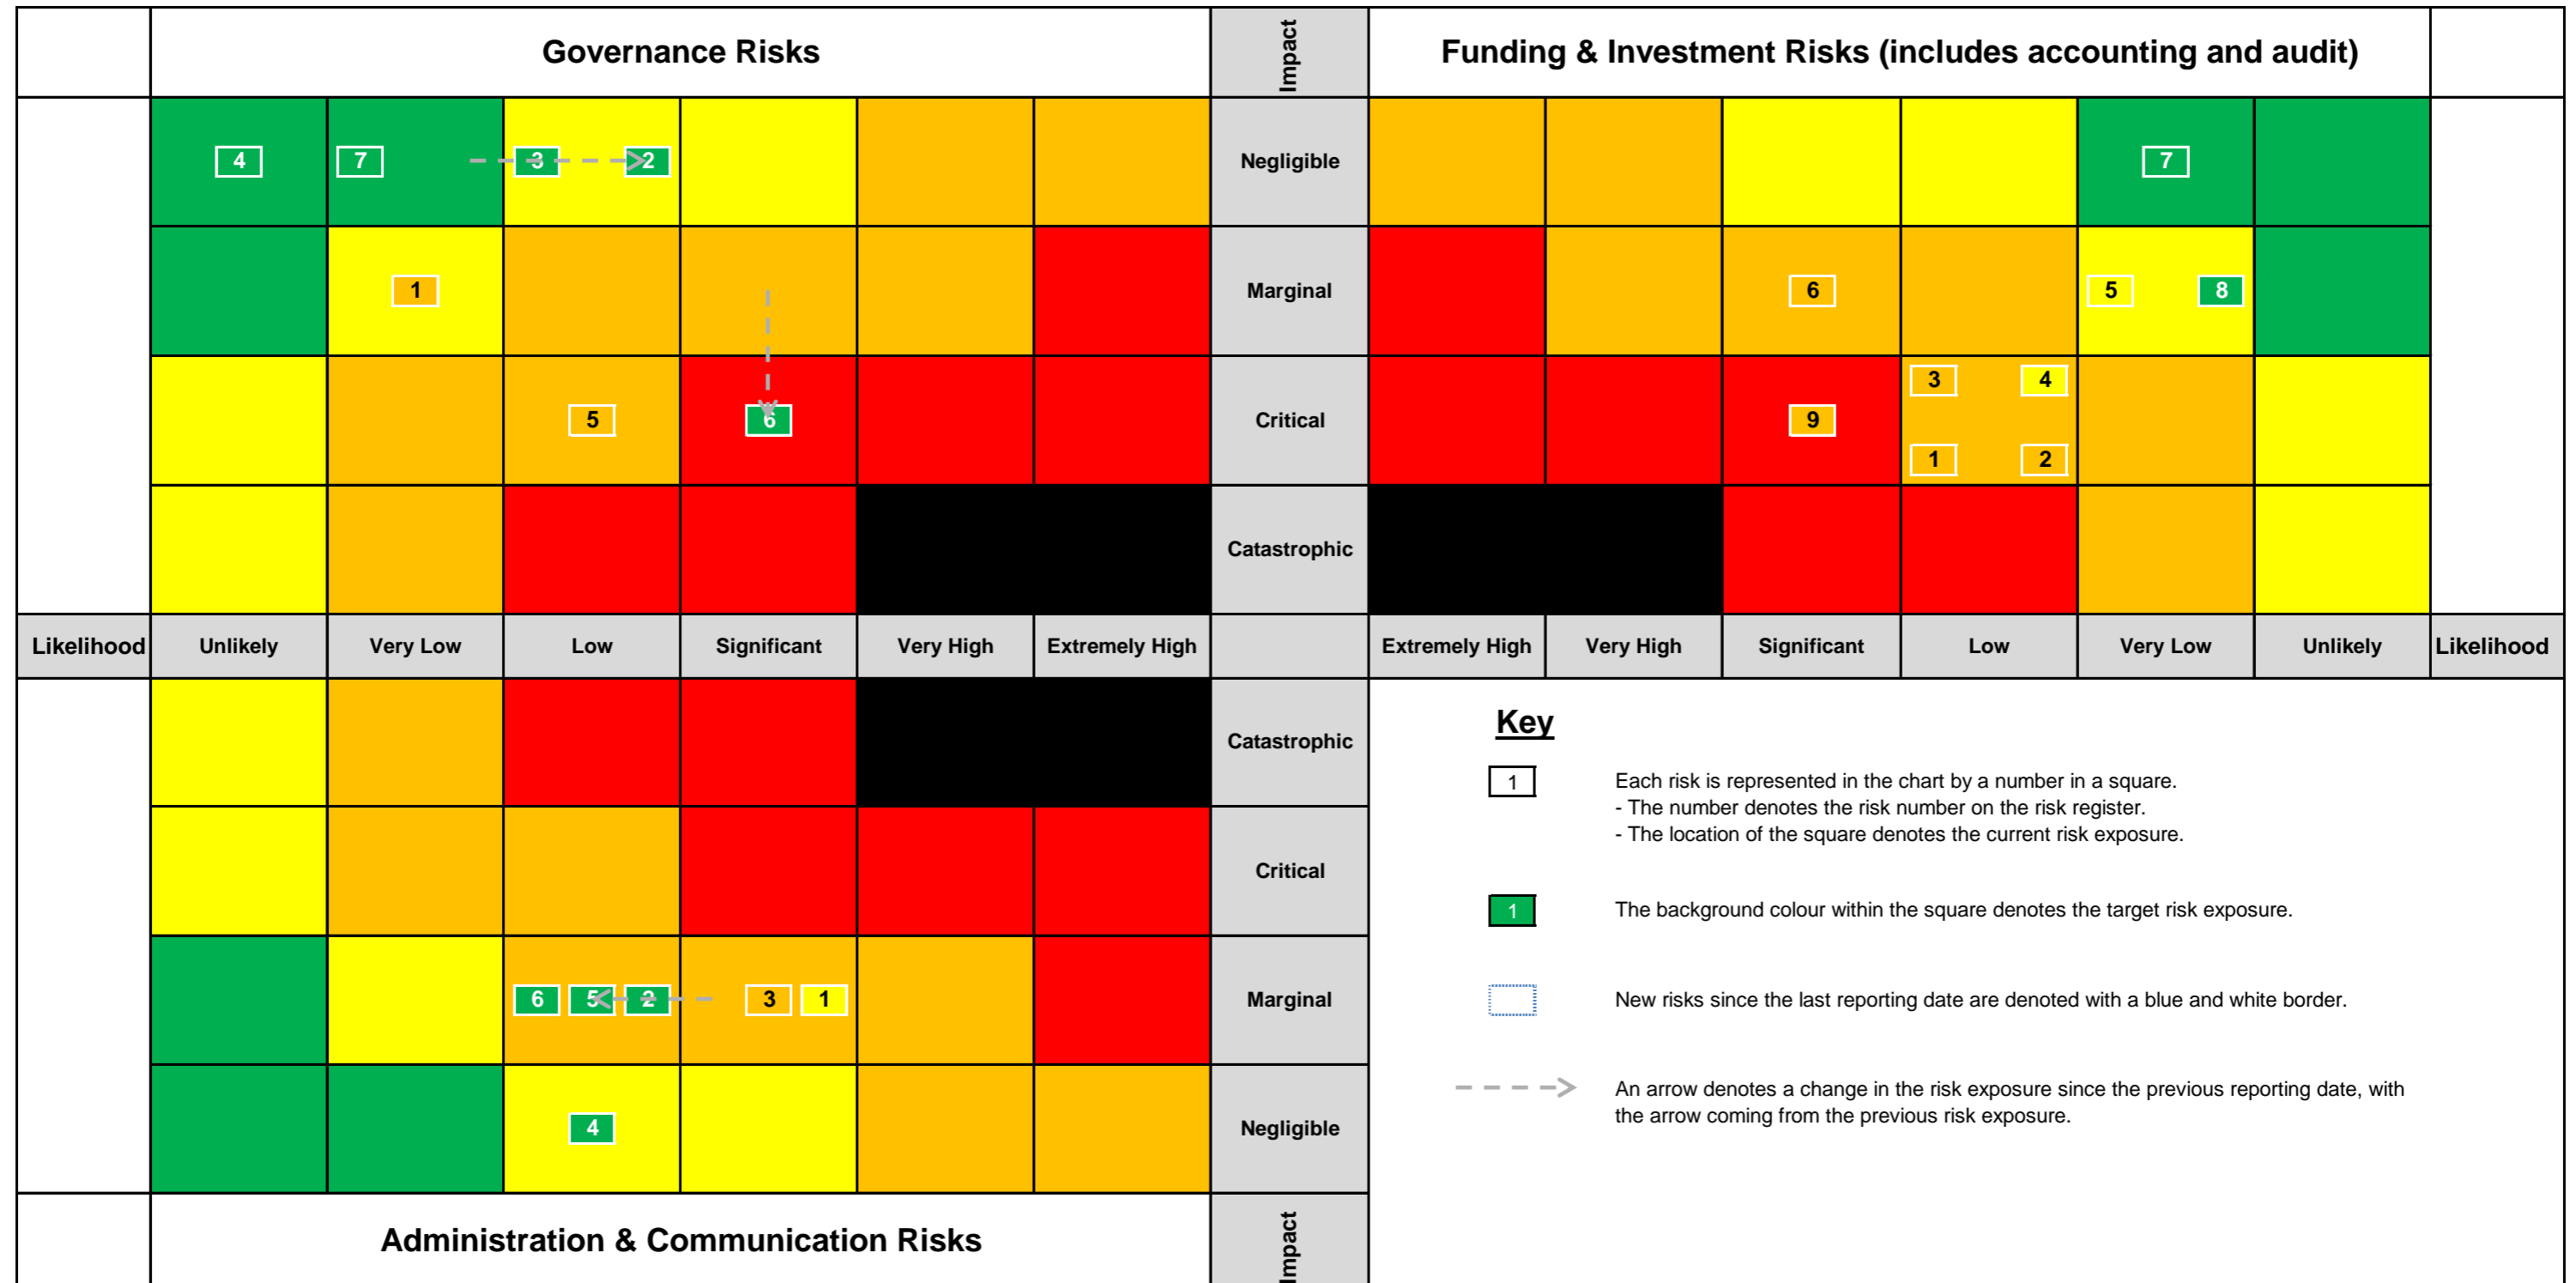 Governance Risks
Impact
Funding & Investment Risks (includes accounting and audit)
4 7 3 2
Negligible
7
1
Marginal
6 5 8
5 6
Critical
3 4
9
1 2
Catastrophic
Likelihood Unlikely Very Low Low Significant Very High Extremely High Extremely High Very High Significant Low Very Low Unlikely Likelihood
Catastrophic
Critical
6 5 2 3 1
Marginal
4
Negligible
Administration & Communication Risks
Impact
Key
1
Each risk is represented in the chart by a number in a square.
- The number denotes the risk number on the risk register.
- The location of the square denotes the current risk exposure.
1
The background colour within the square denotes the target risk exposure.
New risks since the last reporting date are denoted with a blue and white border.
An arrow denotes a change in the risk exposure since the previous reporting date, with
the arrow coming from the previous risk exposure.